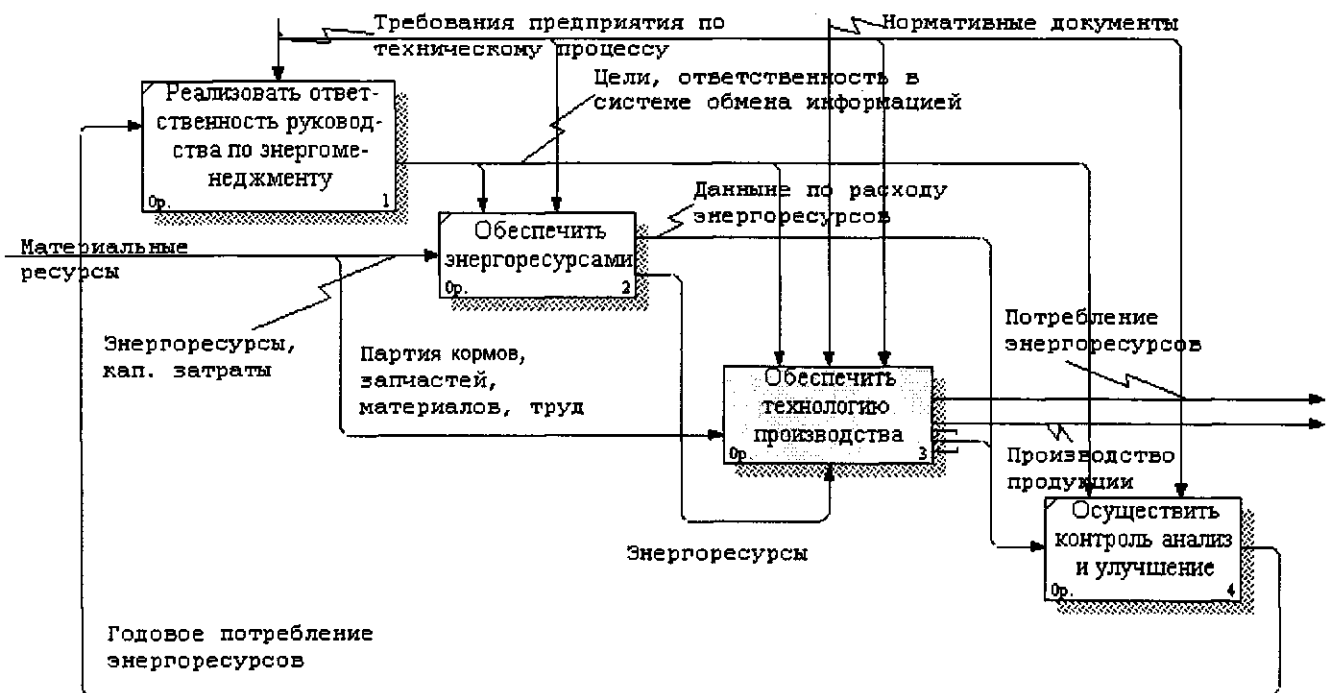 Требования предприятия по
техническому процессу
Нормативные документы
Цели, ответственность в
системе обмена информацией
Реализовать ответ-
ственность руковод-
ства по энергоме-
неджменту
0р.
1
Данныне по расходу
энергоресурсов
Обеспечить
энергоресурсами
0р.
2
Материальные
ресурсы
Энергоресурсы,
кап. затраты
Партия кормов,
запчастей,
материалов, труд
Потребление
энергоресурсов
Обеспечить
технологию
производства
0р.
3
Производство
продукции
Энергоресурсы
Осуществить
контроль анализ
и улучшение
0р.
4
Годовое потребление
энергоресурсов